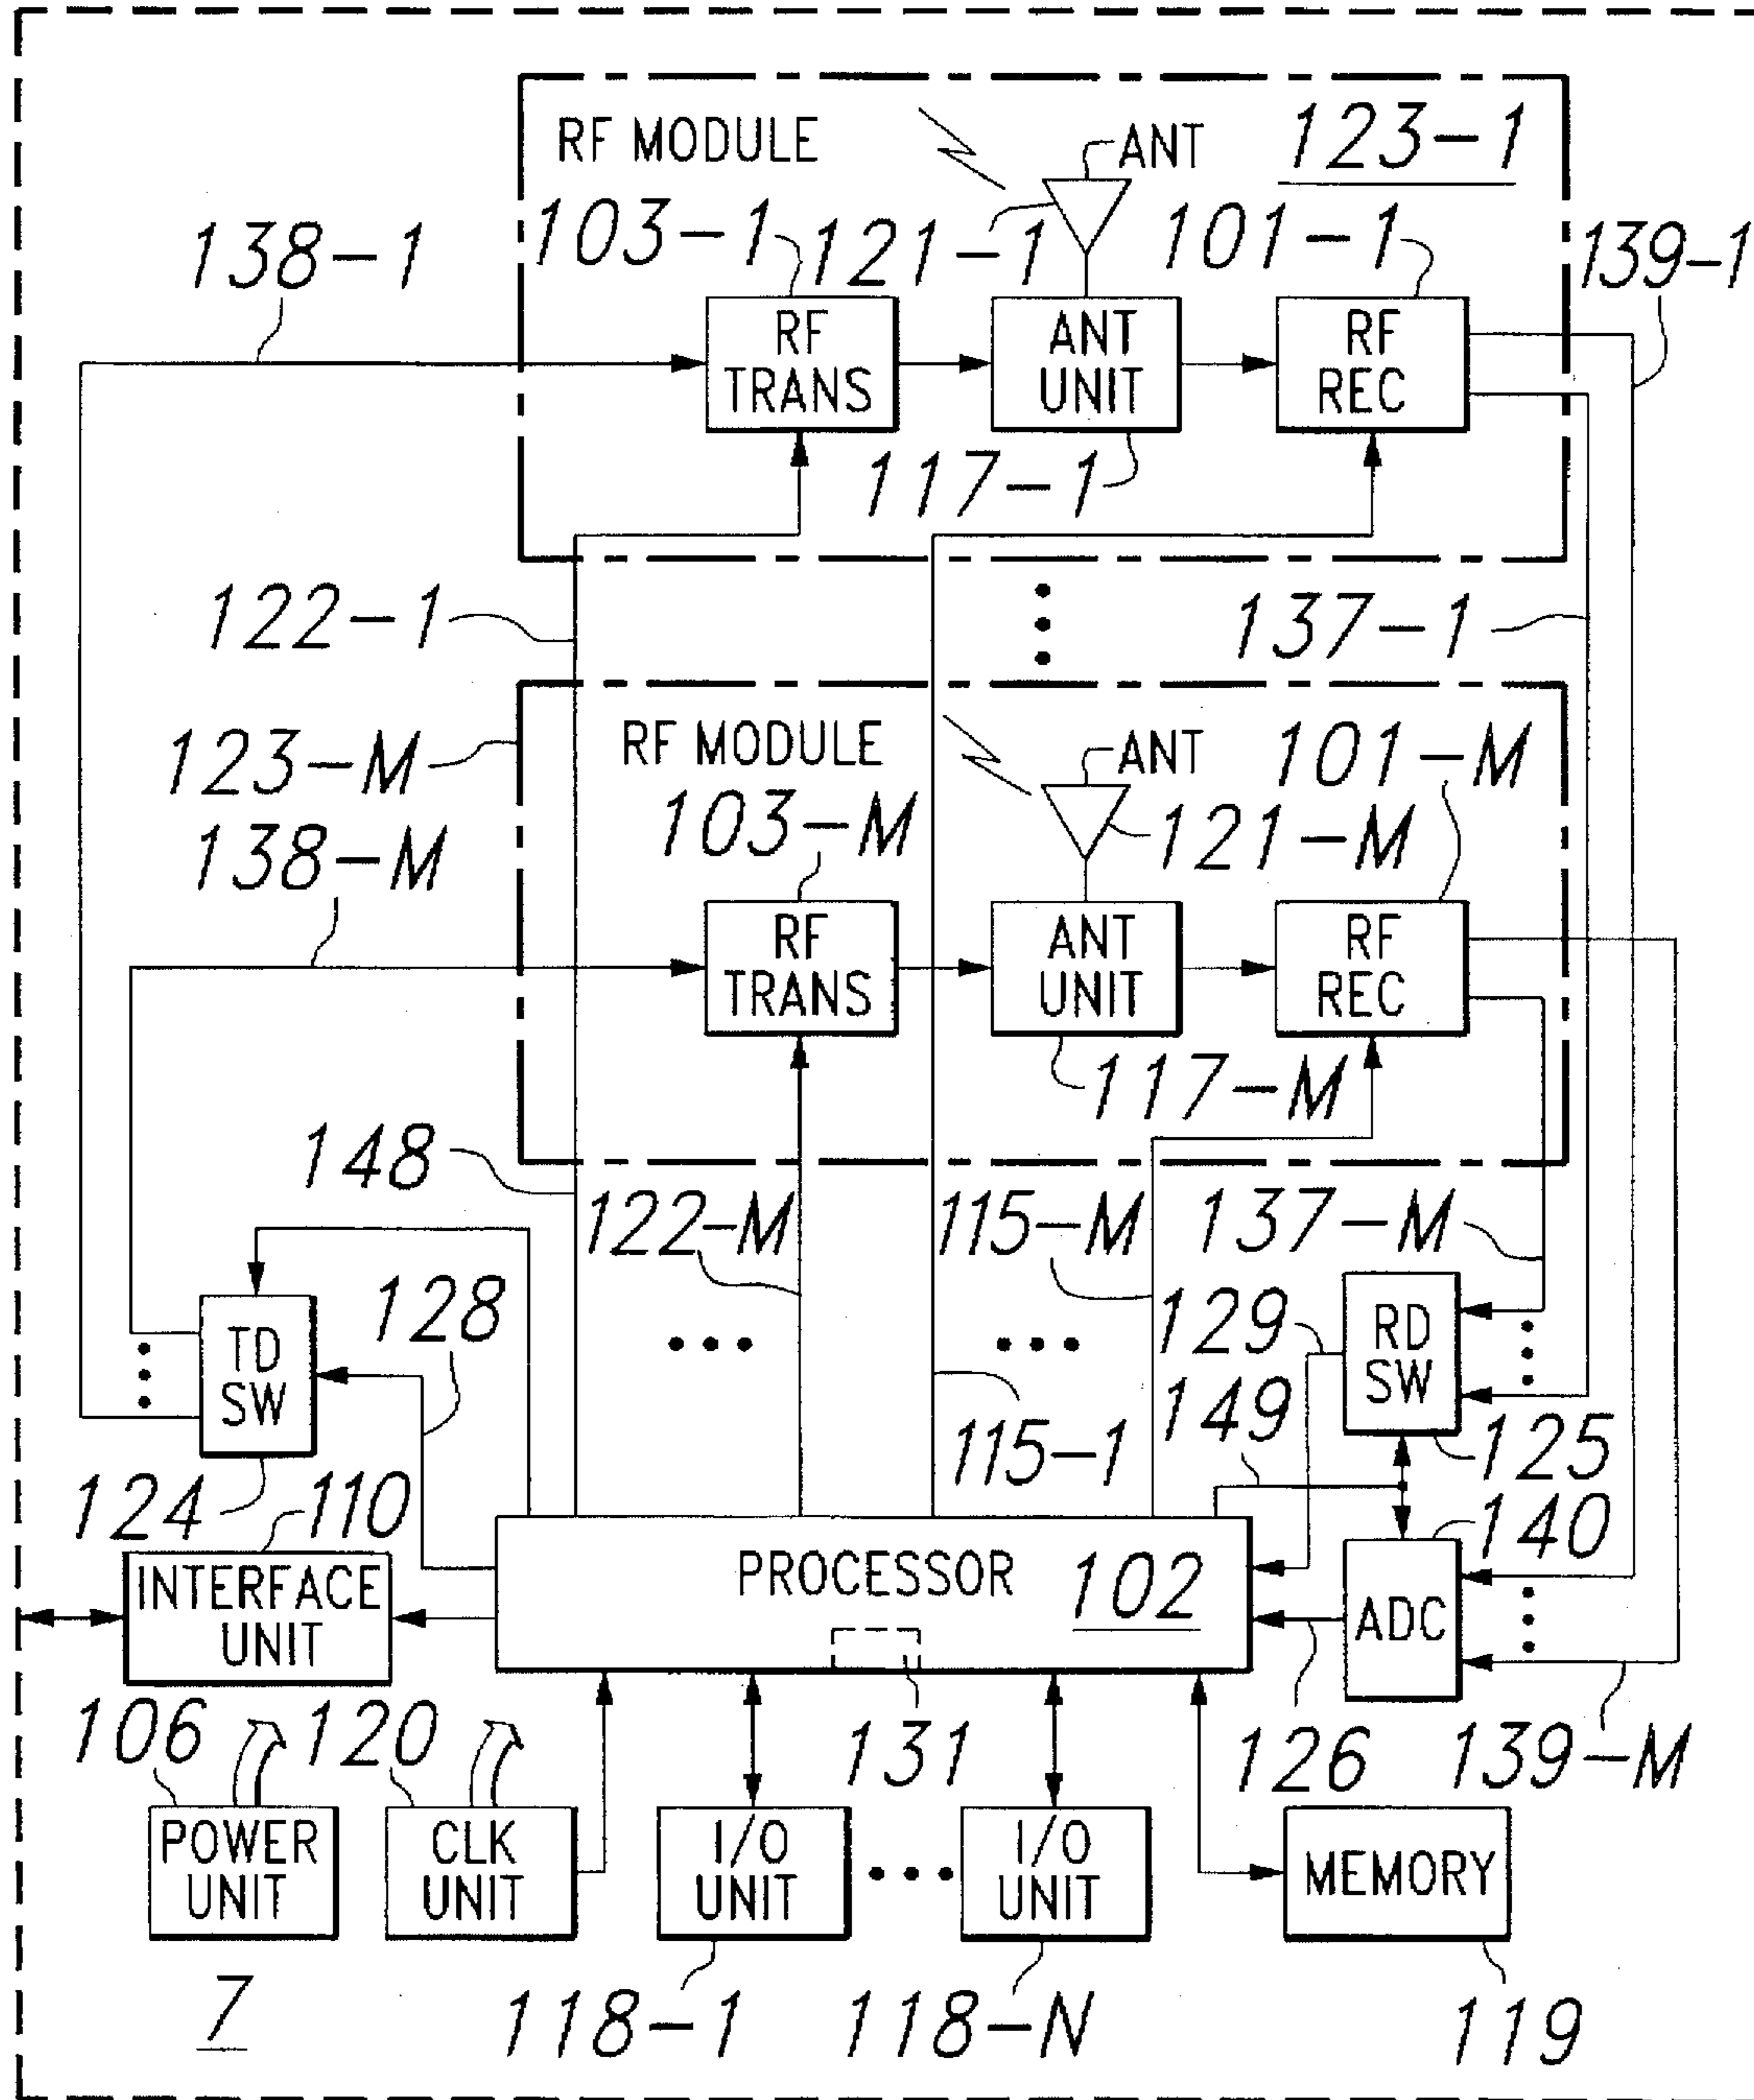 RF MODULE
ANT
123-1
103-1
121-1
101-1
138-1
139-1
RF
TRANS
ANT
UNIT
RF
REC
117-1
122-1
137-1
123-M
RF MODULE
ANT
101-M
103-M
121-M
138-M
RF
TRANS
ANT
UNIT
RF
REC
117-M
148
122-M
115-M
137-M
128
129
TD
SW
RD
SW
149
115-1
125
124
110
140
INTERFACE
UNIT
PROCESSOR
102
ADC
106
120
131
126
139-M
POWER
UNIT
CLK
UNIT
I/O
UNIT
I/O
UNIT
MEMORY
7
118-1
118-N
119